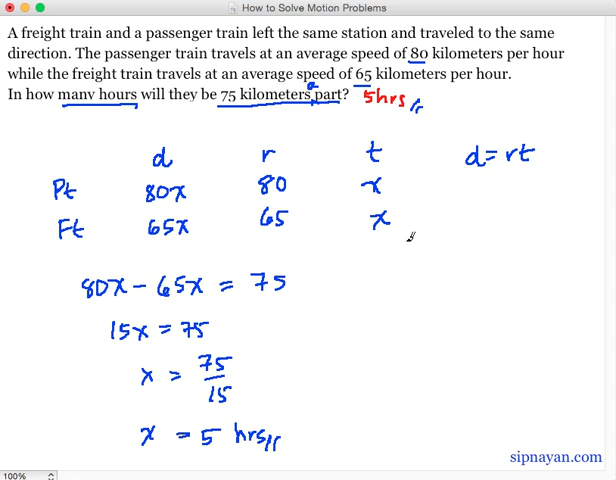 How to Solve Motion Problems
A freight train and a passenger train left the same station and traveled to the same
direction. The passenger train travels at an average speed of 80 kilometers per hour
while the freight train travels at an average speed of 65 kilometers per hour.
In how many hours will they be 75 kilometers a part? 5hrs
d r t d=rt
Pt 80x 80 x
Ft 65x 65 x
80x - 65x = 75
15x = 75
x = 75/15
x = 5 hrs
sipnayan.com
100%